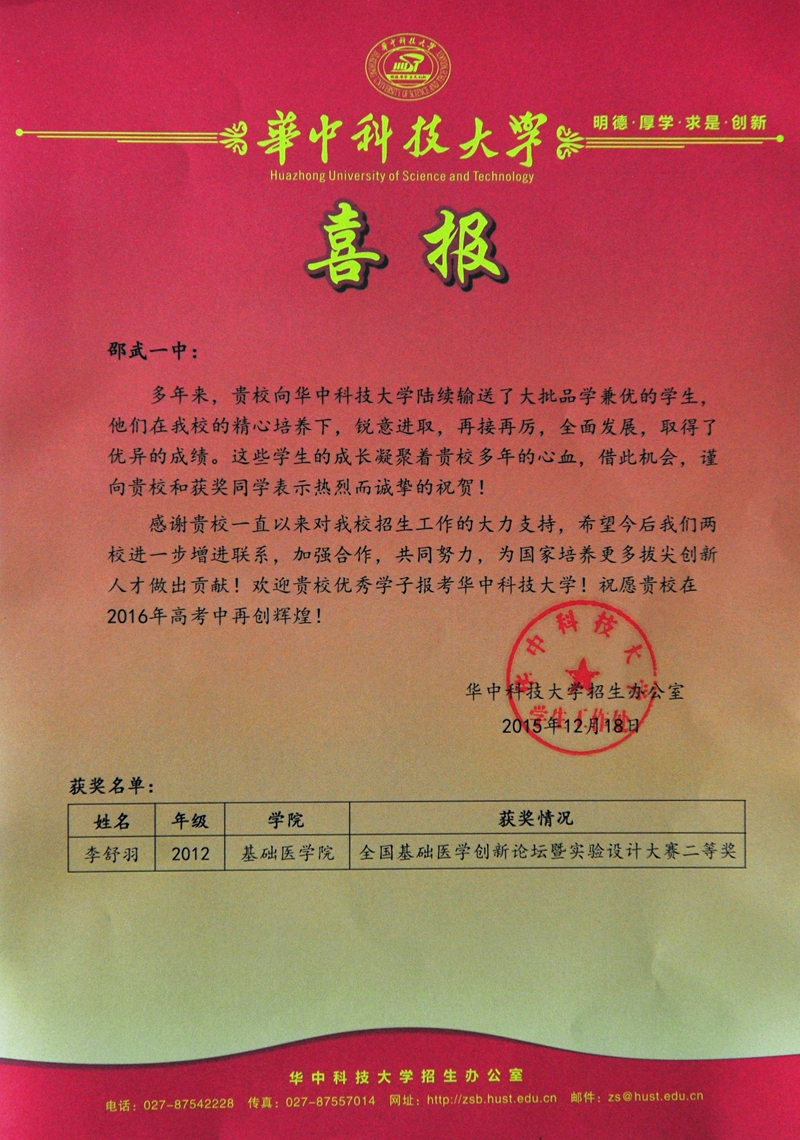 華中科技大學
明德·厚学·求是·创新
Huazhong University of Science and Technology
喜报
邵武一中：
多年来，贵校向华中科技大学陆续输送了大批品学兼优的学生，
他们在我校的精心培养下，锐意进取，再接再厉，全面发展，取得了
优异的成绩。这些学生的成长凝聚着贵校多年的心血，借此机会，谨
向贵校和获奖同学表示热烈而诚挚的祝贺！
感谢贵校一直以来对我校招生工作的大力支持，希望今后我们两
校进一步增进联系，加强合作，共同努力，为国家培养更多拔尖创新
人才做出贡献！欢迎贵校优秀学子报考华中科技大学！祝愿贵校在
2016年高考中再创辉煌！
华中科技大学
华中科技大学招生办公室
学生工作处
2015年12月18日
获奖名单：
姓名 年级 学院 获奖情况
李舒羽 2012 基础医学院 全国基础医学创新论坛暨实验设计大赛二等奖
华中科技大学招生办公室
电话：027-87542228 传真：027-87557014 网址：http://zsb.hust.edu.cn 邮件：zs@hust.edu.cn